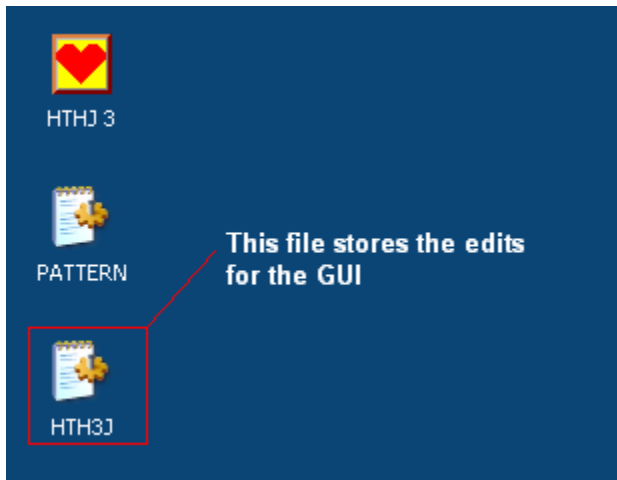 HTHJ 3
PATTERN
This file stores the edits
for the GUI
HTH3J